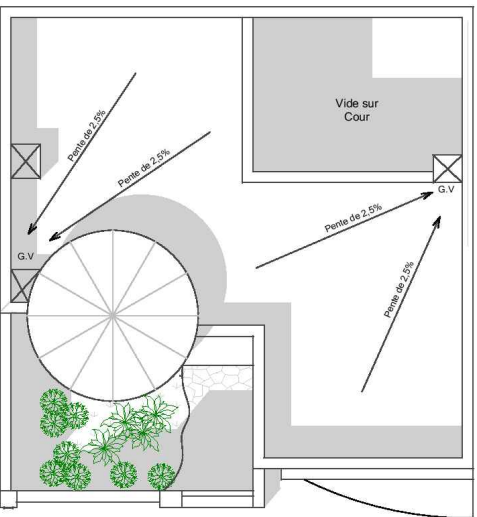 Vide sur
Cour
Pente de 2,5%
Pente de 2,5%
G.V
Pente de 2,5%
G.V
Pente de 2,5%